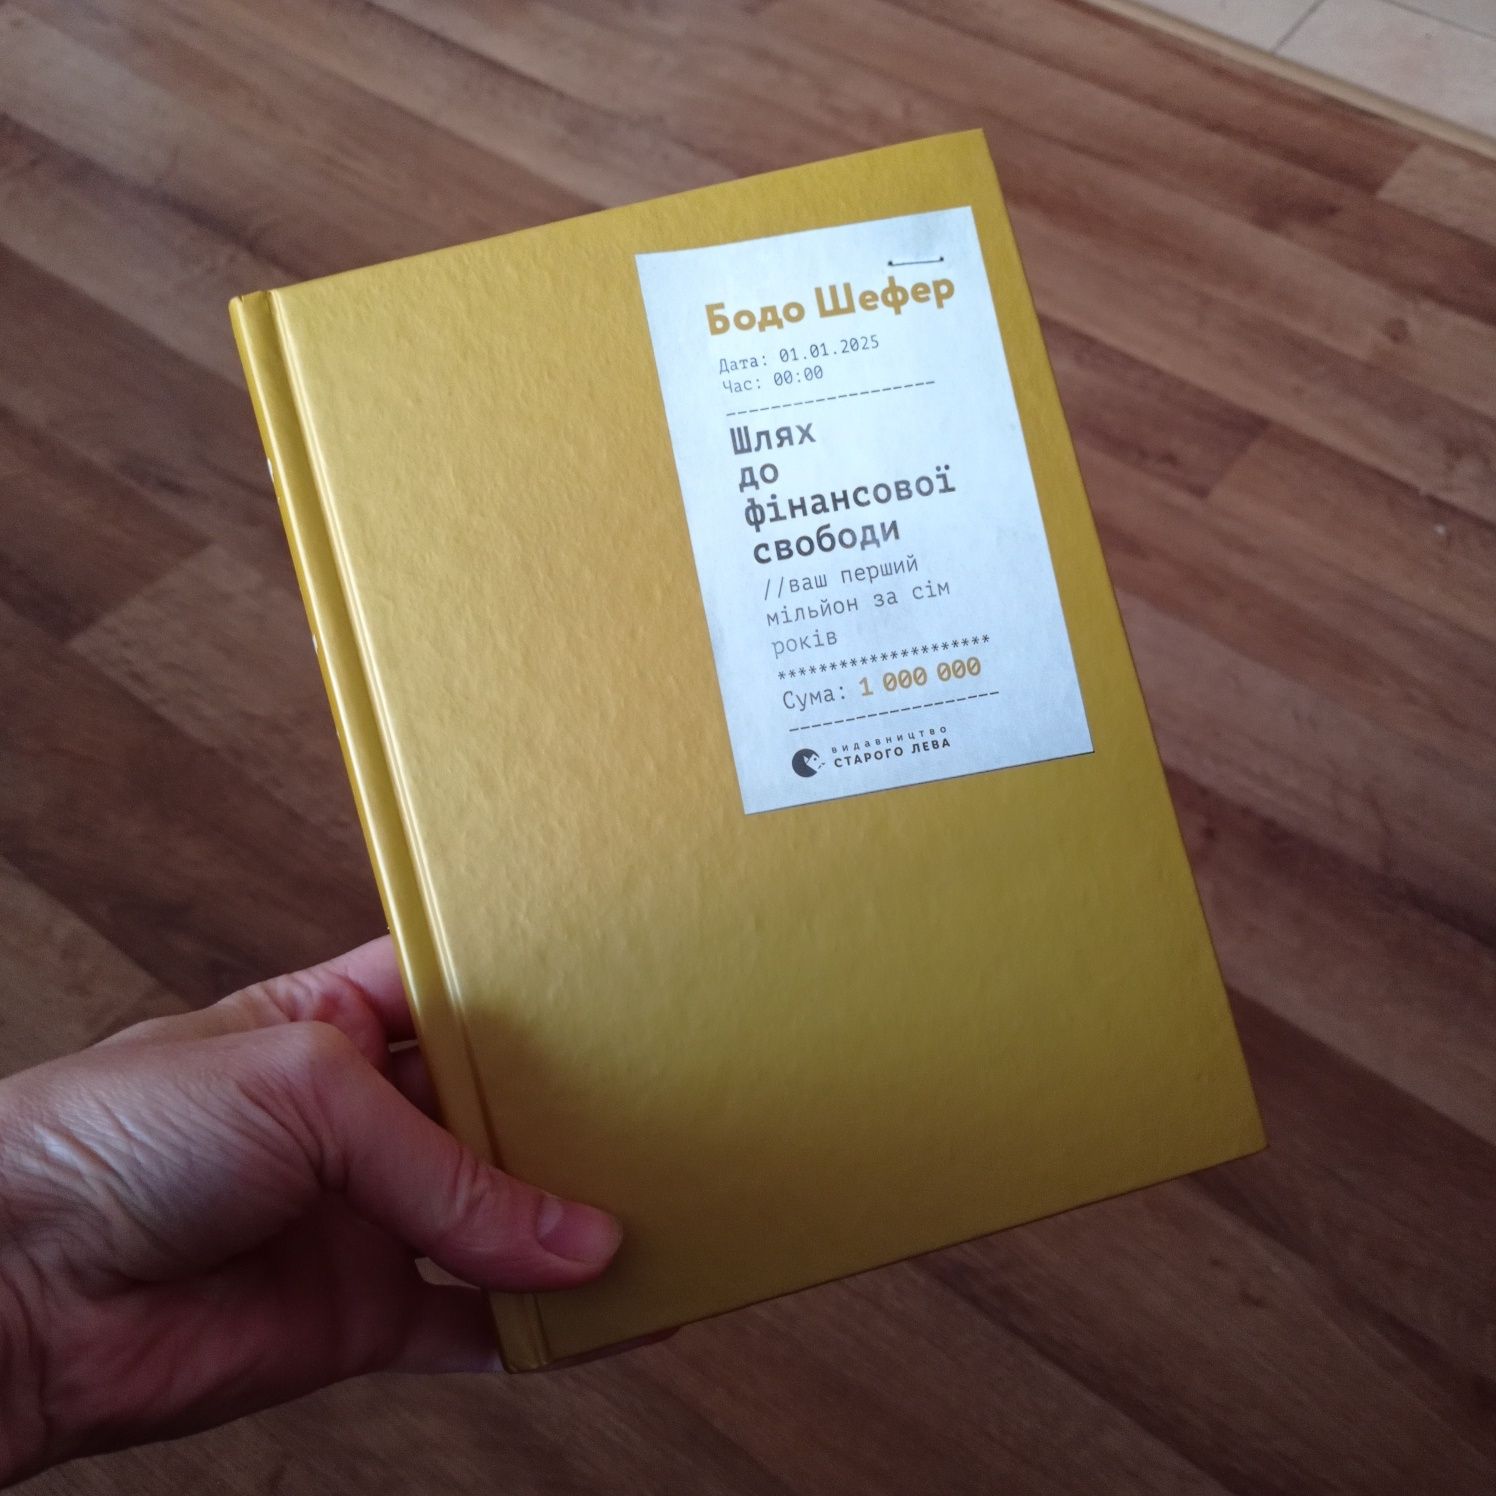 Бодо Шефер
Дата: 01.01.2025
Час: 00:00
-------------------
Шлях
до
фінансової
свободи
//ваш перший
мільйон за сім
років
*********************
Сума: 1 000 000
-------------------
видавництво
СТАРОГО ЛЕВА